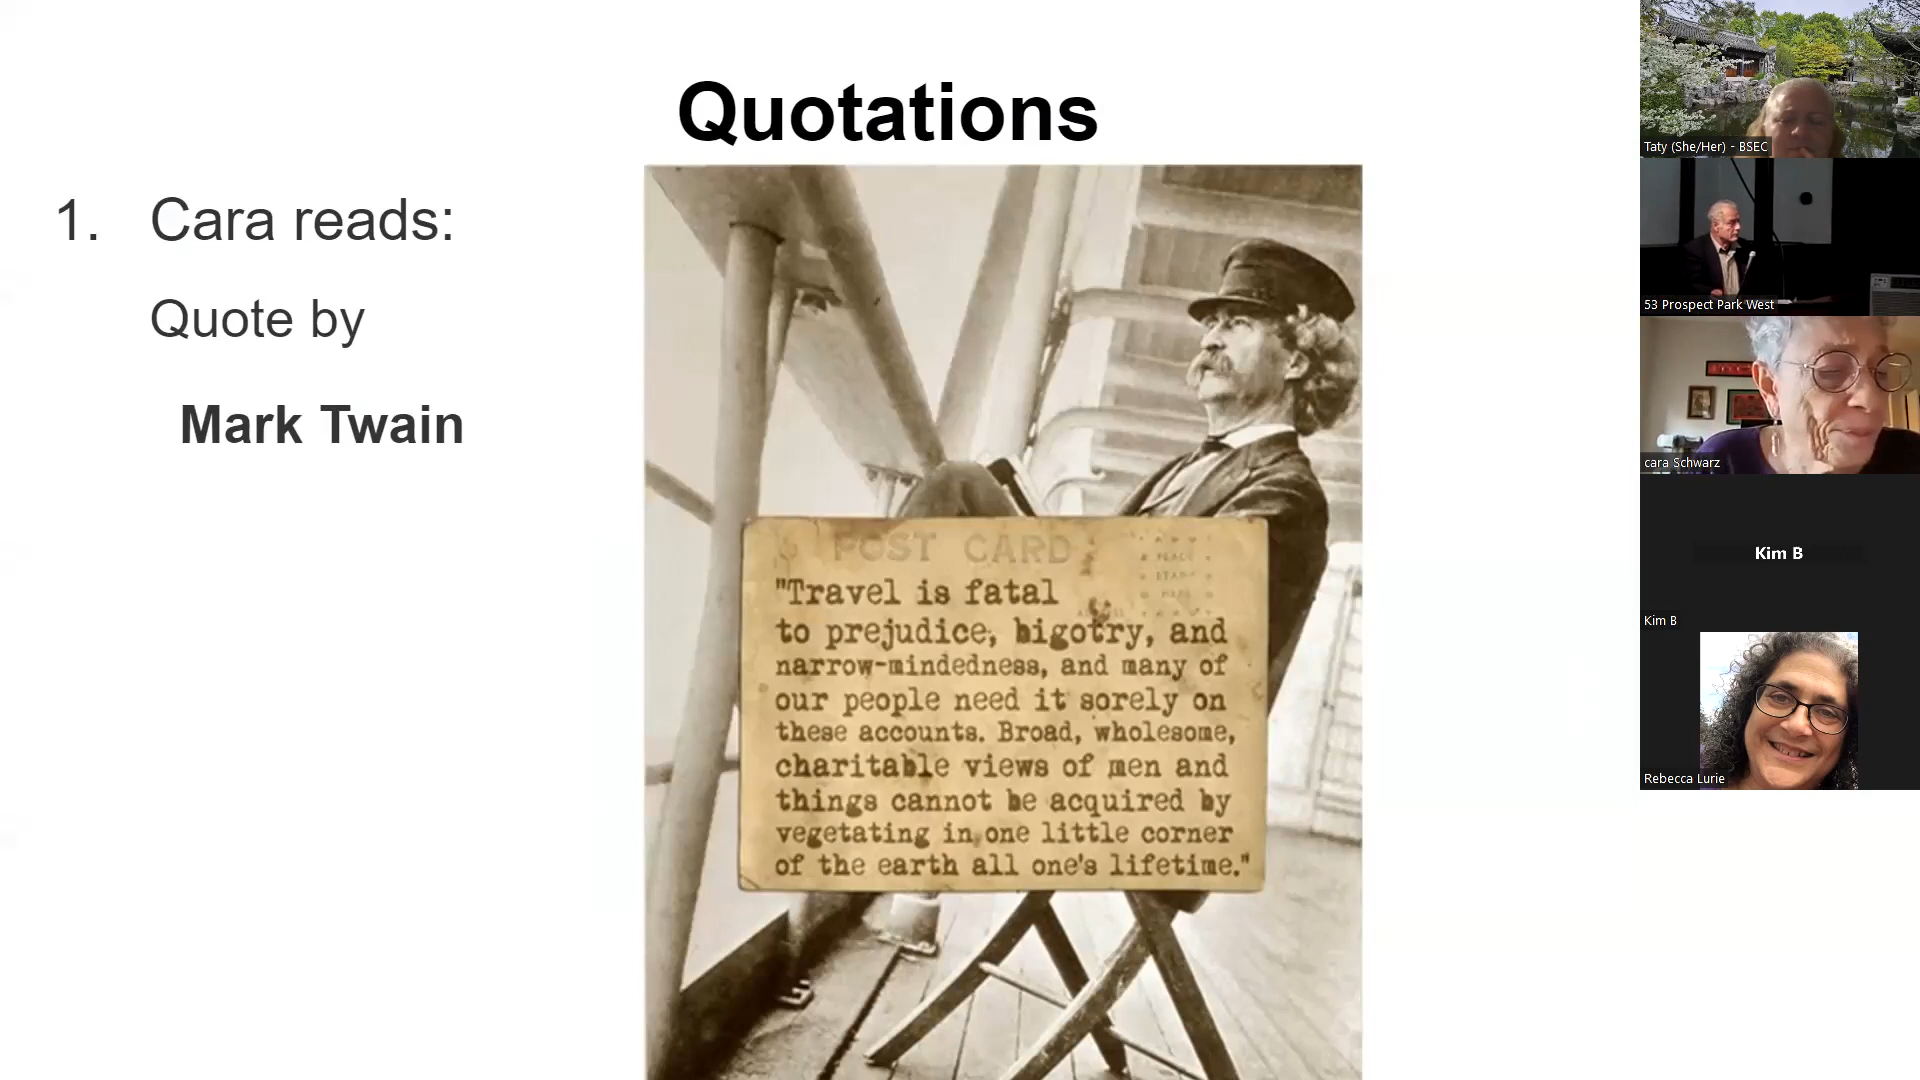 Quotations
1. Cara reads:
Quote by
Mark Twain
POST CARD
"Travel is fatal
to prejudice, bigotry, and
narrow-mindedness, and many of
our people need it sorely on
these accounts. Broad, wholesome,
charitable views of men and
things cannot be acquired by
vegetating in one little corner
of the earth all one's lifetime."
Taty (She/Her) - BSEC
53 Prospect Park West
cara Schwarz
Kim B
Kim B
Rebecca Lurie